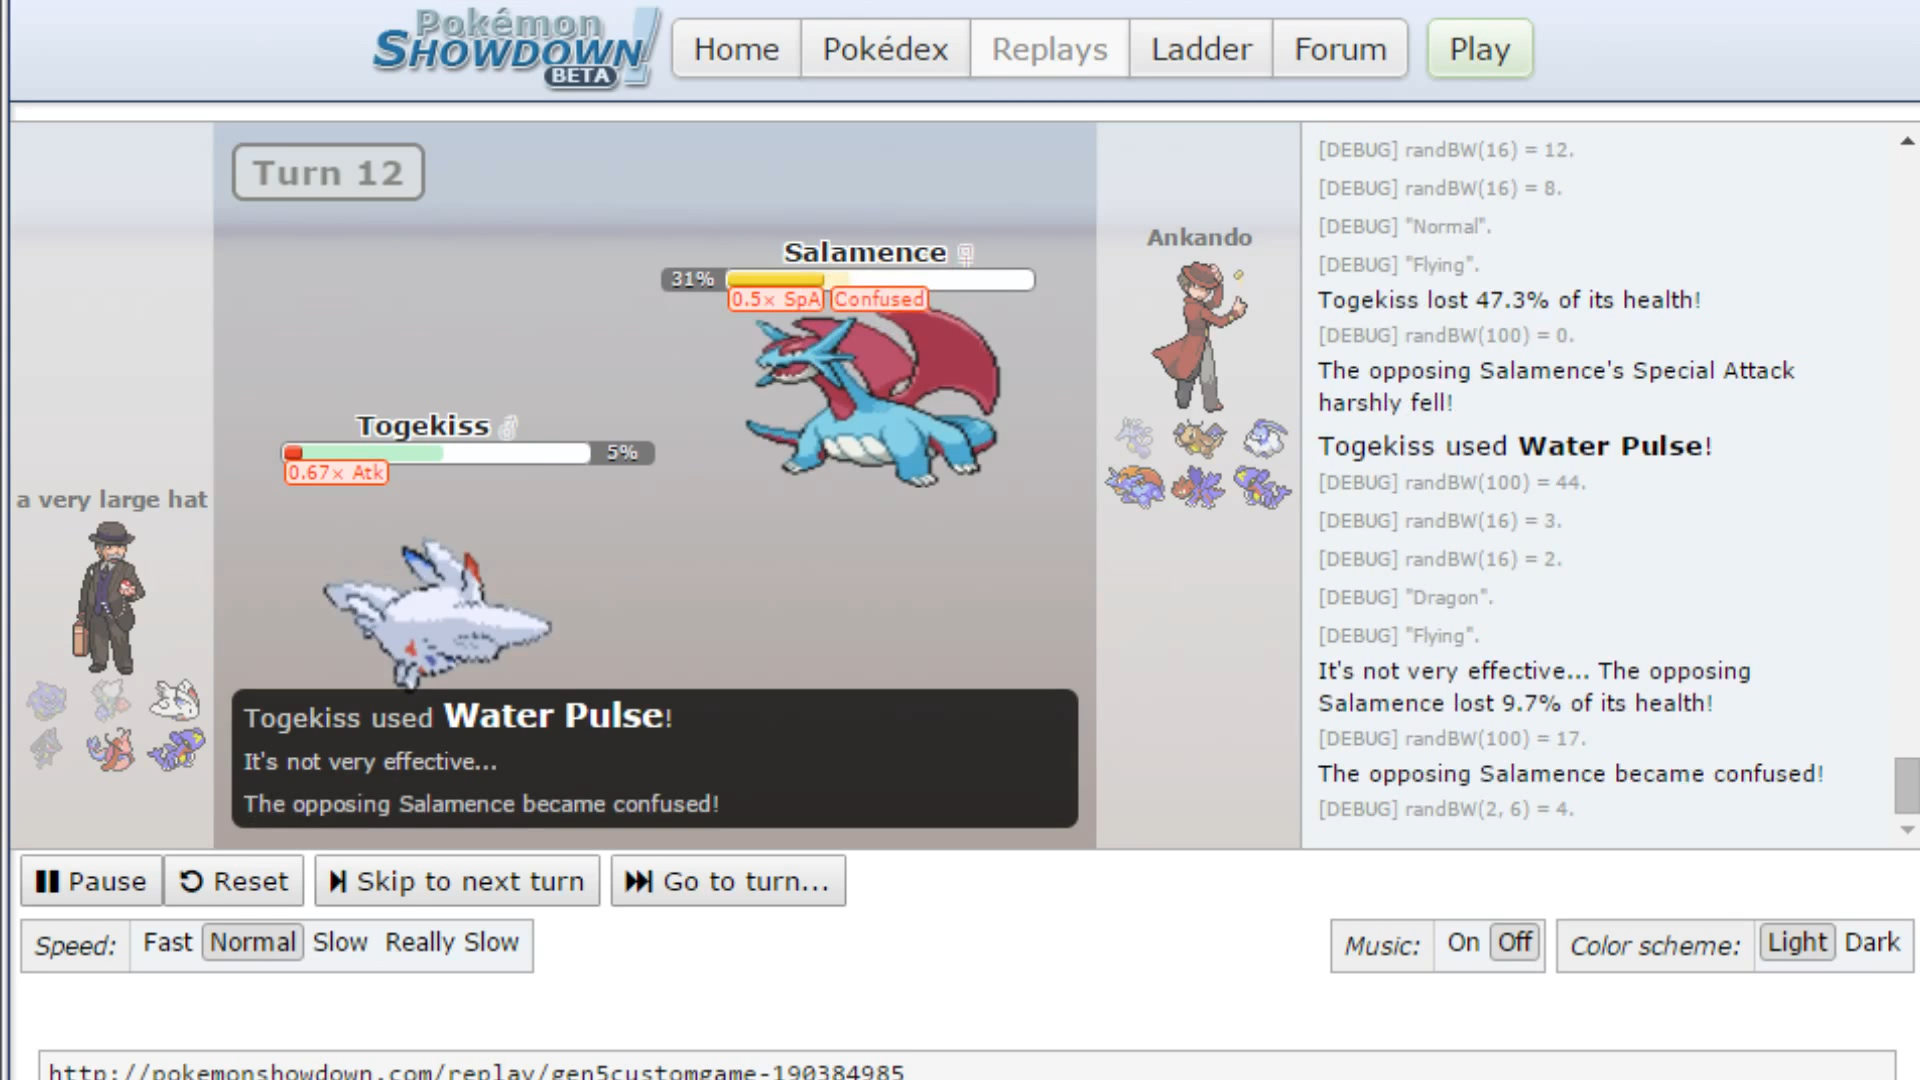 Pokémon
SHOWDOWN!
BETA
Home
Pokédex
Replays
Ladder
Forum
Play
Turn 12
Salamence
31%
0.5× SpA
Confused
Togekiss
5%
0.67× Atk
a very large hat
Ankando
Togekiss used Water Pulse!
It's not very effective...
The opposing Salamence became confused!
[DEBUG] randBW(16) = 12.
[DEBUG] randBW(16) = 8.
[DEBUG] "Normal".
[DEBUG] "Flying".
Togekiss lost 47.3% of its health!
[DEBUG] randBW(100) = 0.
The opposing Salamence's Special Attack
harshly fell!
Togekiss used Water Pulse!
[DEBUG] randBW(100) = 44.
[DEBUG] randBW(16) = 3.
[DEBUG] randBW(16) = 2.
[DEBUG] "Dragon".
[DEBUG] "Flying".
It's not very effective... The opposing
Salamence lost 9.7% of its health!
[DEBUG] randBW(100) = 17.
The opposing Salamence became confused!
[DEBUG] randBW(2, 6) = 4.
Pause
Reset
Skip to next turn
Go to turn...
Speed: Fast Normal Slow Really Slow
Music: On Off
Color scheme: Light Dark
http://pokemonshowdown.com/replay/gen5customgame-190384985